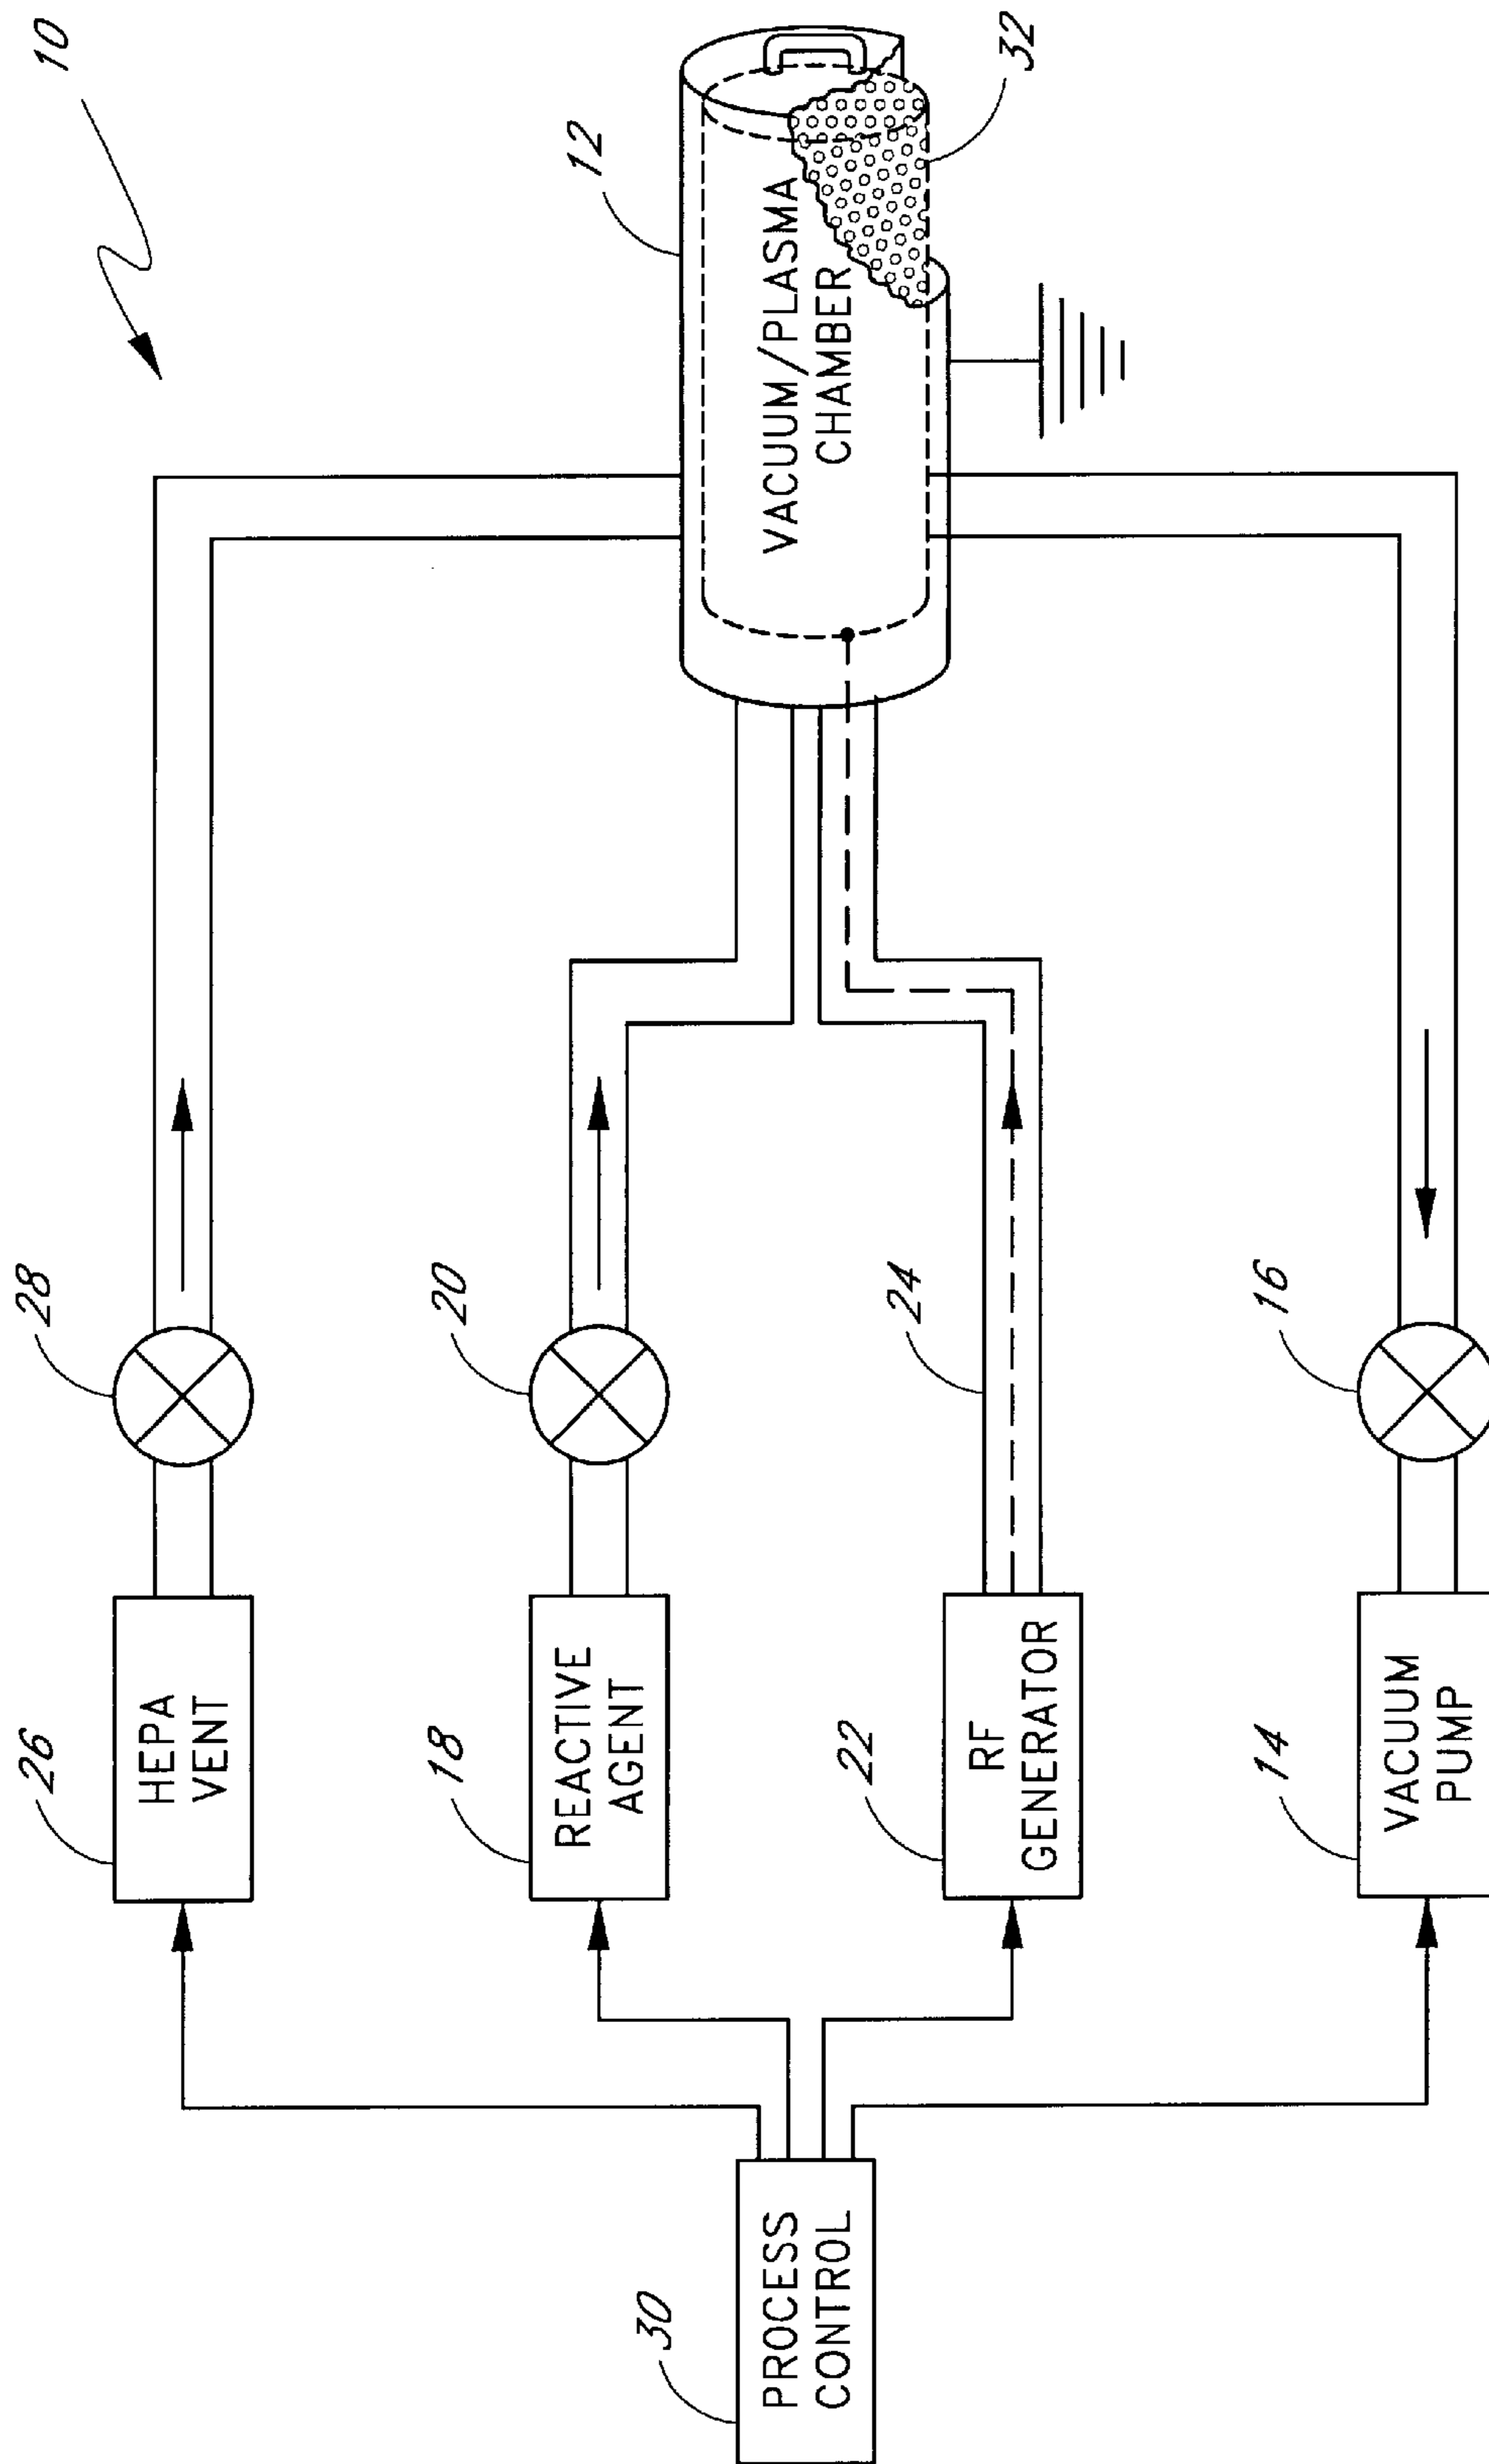 10
28
26
HEPA
VENT
12
20
18
REACTIVE
AGENT
VACUUM/PLASMA
CHAMBER
32
30
PROCESS
CONTROL
24
22
RF
GENERATOR
16
14
VACUUM
PUMP